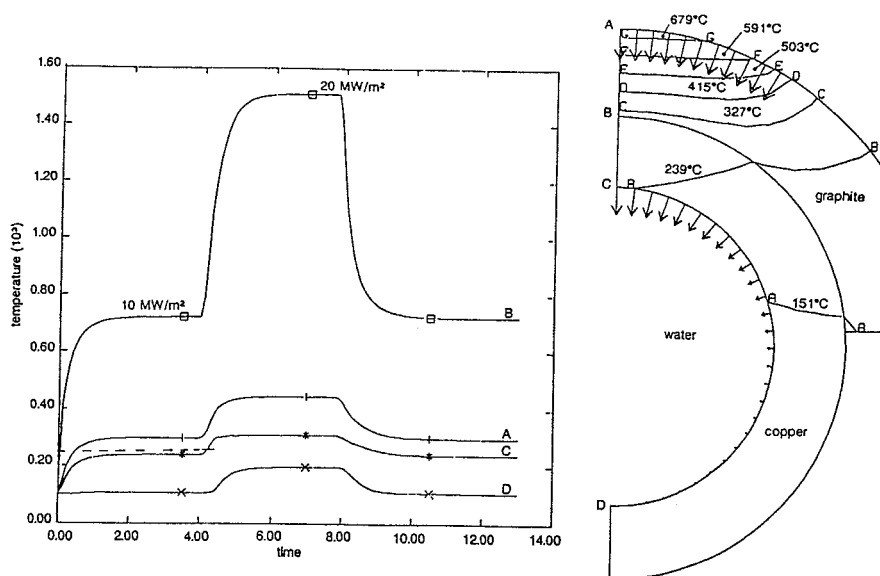 temperature (10³)
1.60
1.40
1.20
1.00
0.80
0.60
0.40
0.20
0.00
0.00
2.00
4.00
6.00
8.00
10.00
12.00
14.00
time
20 MW/m²
10 MW/m²
B
A
C
D
A
679°C
591°C
503°C
415°C
327°C
G
G
F
F
E
E
D
D
C
C
B
B
239°C
graphite
C
B
A
151°C
A
water
copper
D